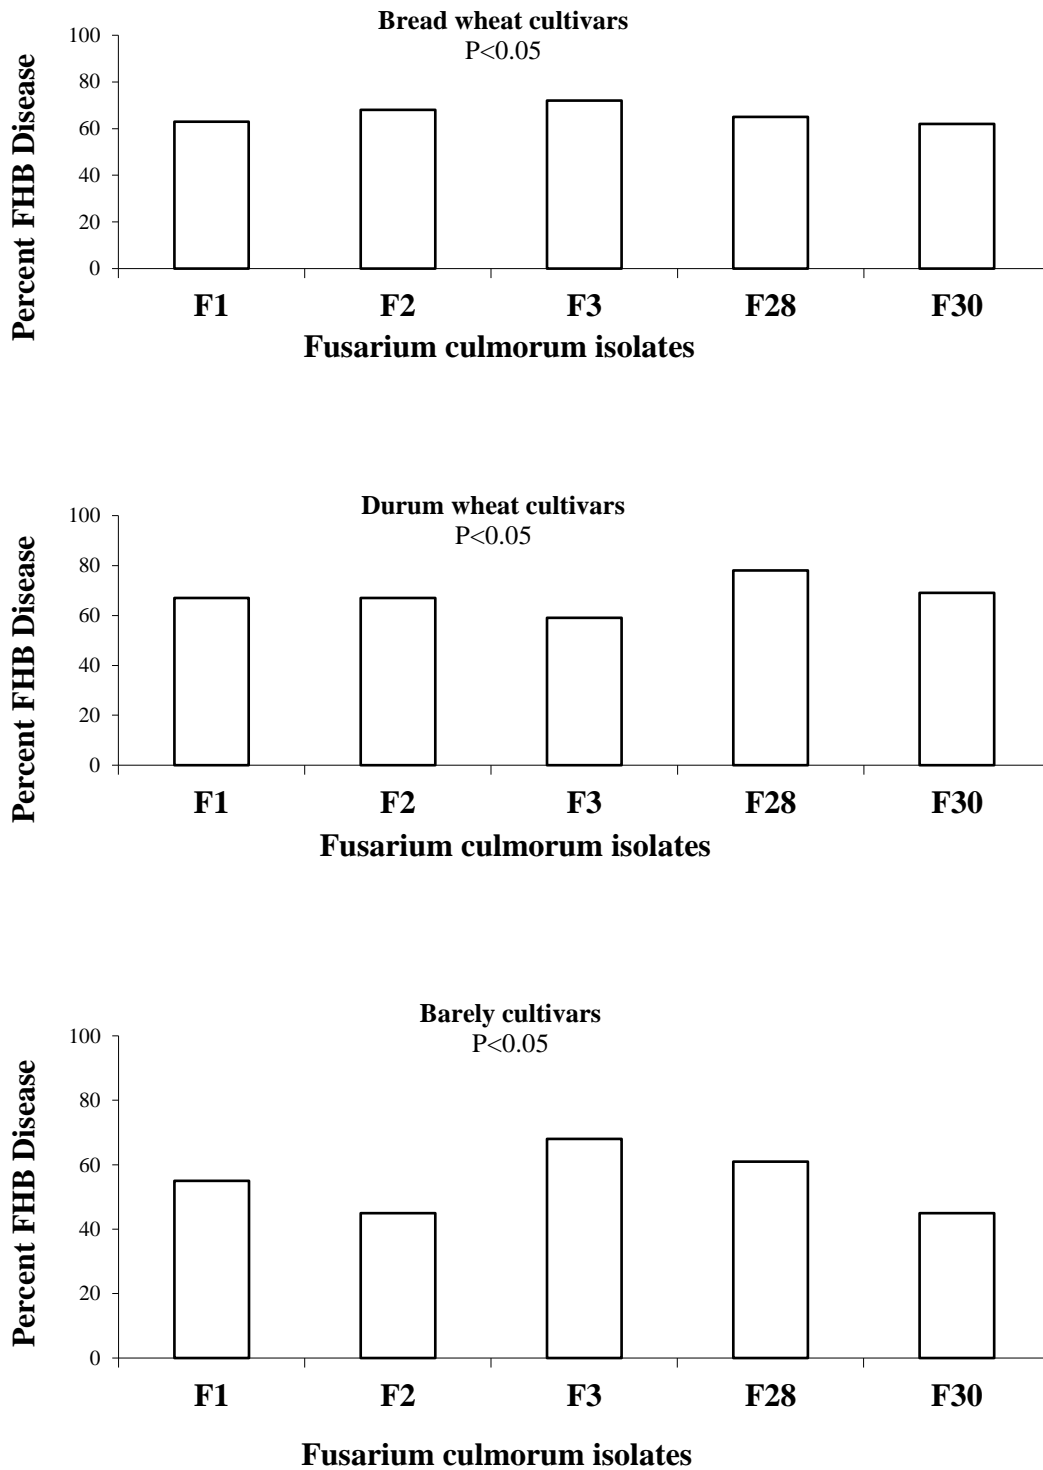 Bread wheat cultivars
P<0.05
Percent FHB Disease
100
80
60
40
20
0
F1 F2 F3 F28 F30
Fusarium culmorum isolates
Durum wheat cultivars
P<0.05
Percent FHB Disease
100
80
60
40
20
0
F1 F2 F3 F28 F30
Fusarium culmorum isolates
Barely cultivars
P<0.05
Percent FHB Disease
100
80
60
40
20
0
F1 F2 F3 F28 F30
Fusarium culmorum isolates